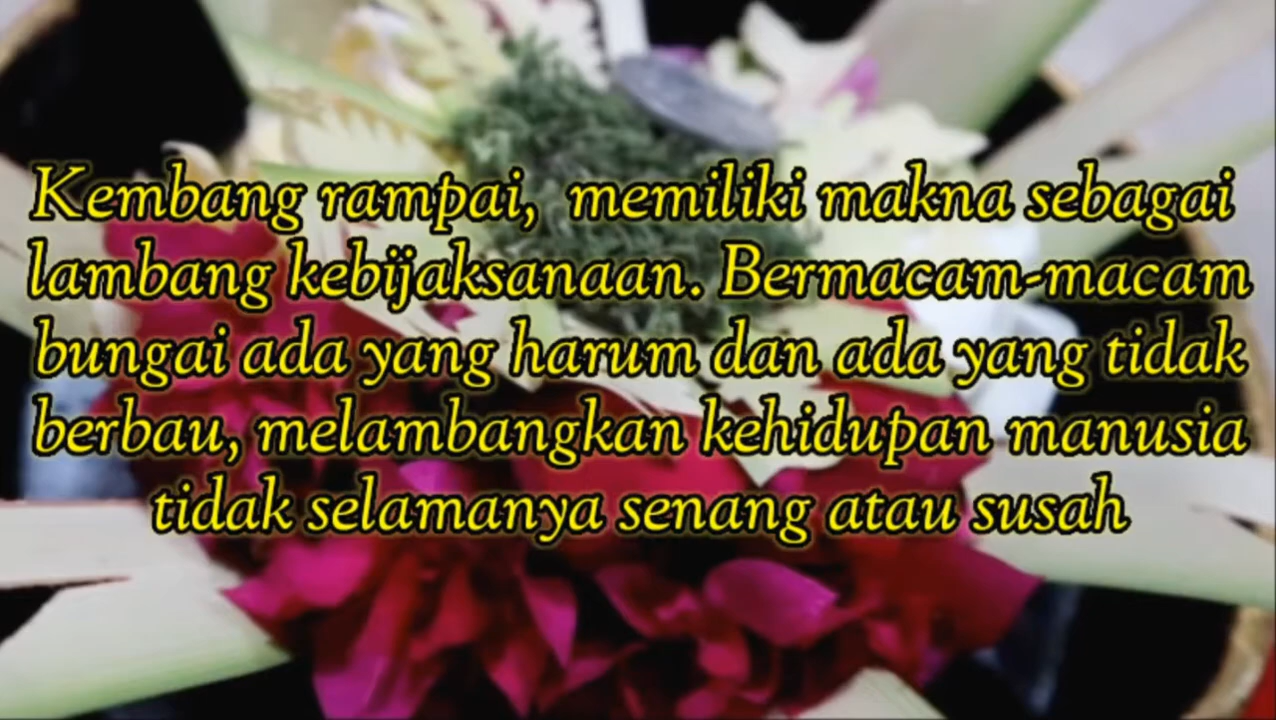 Kembang rampai, memiliki makna sebagai
lambang kebijaksanaan. Bermacam-macam
bungai ada yang harum dan ada yang tidak
berbau, melambangkan kehidupan manusia
tidak selamanya senang atau susah